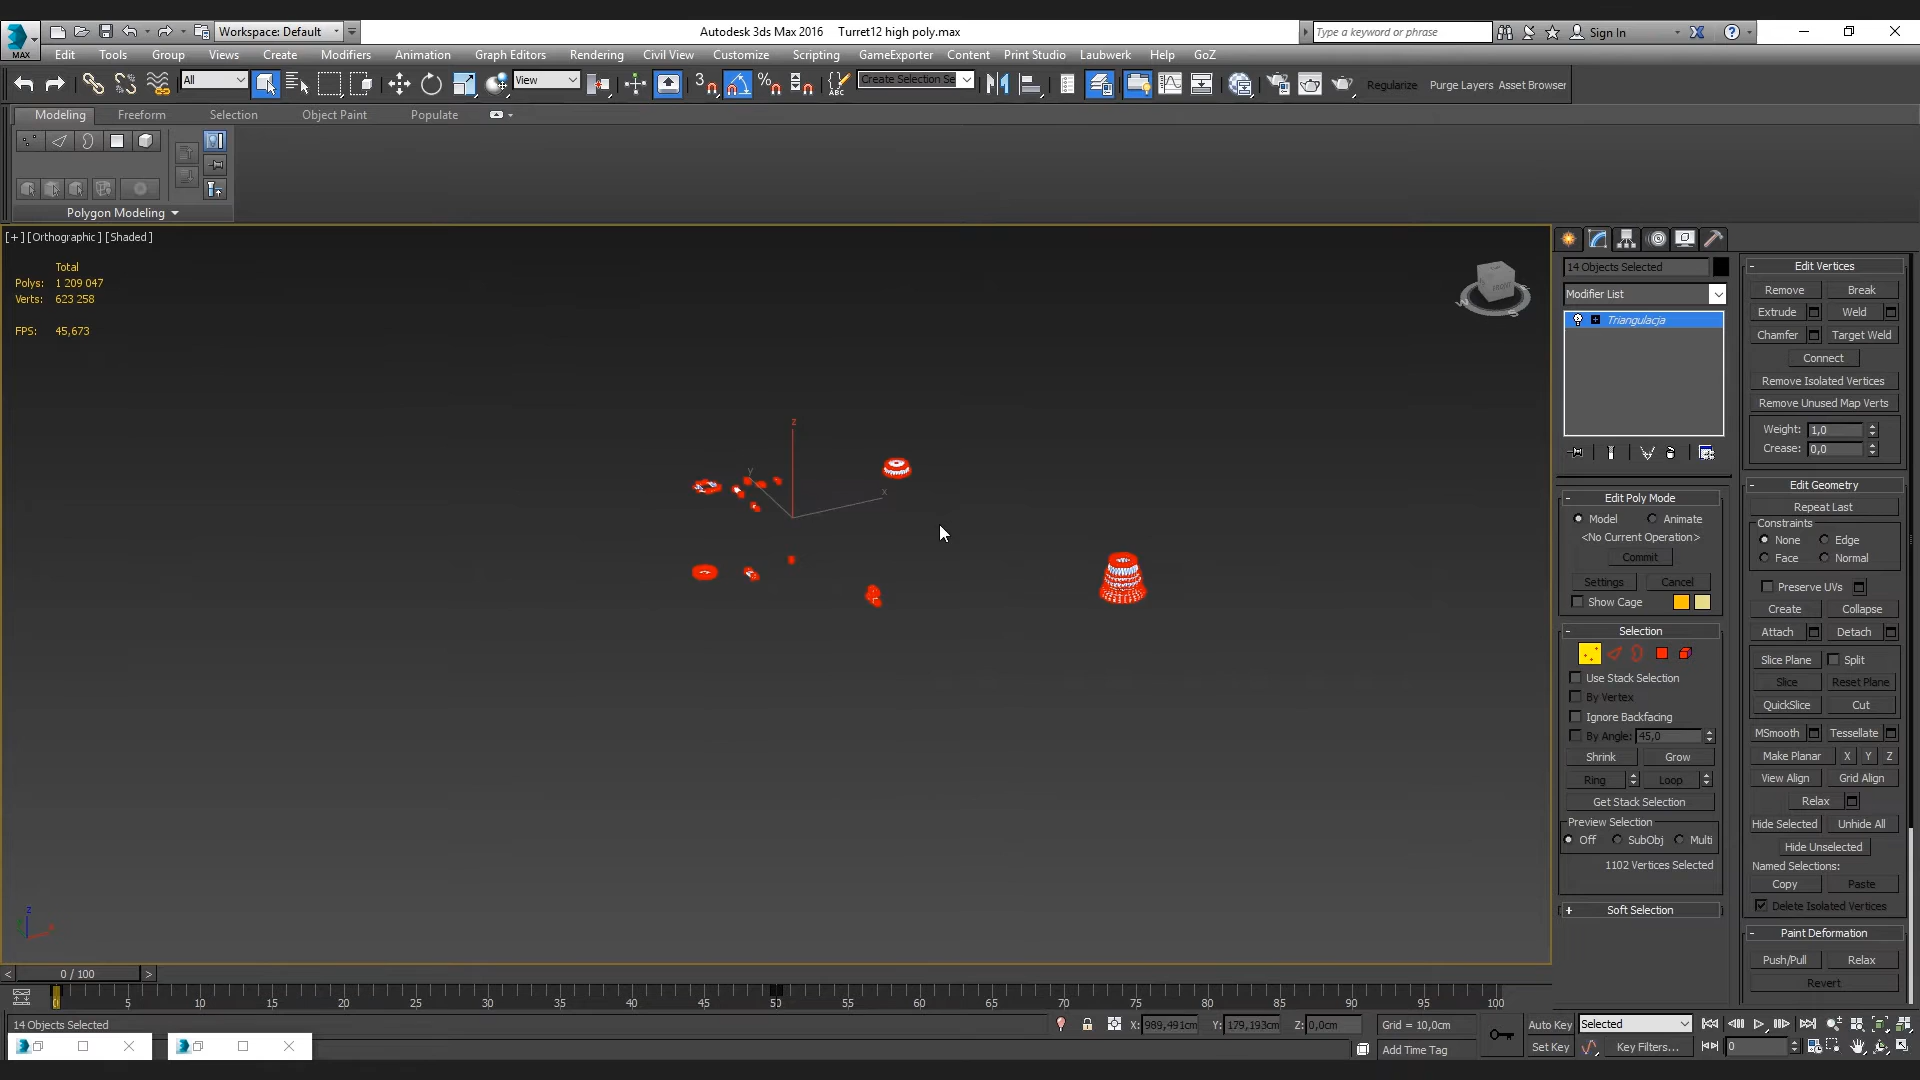 Workspace: Default
Autodesk 3ds Max 2016 Turret12 high poly.max
Type a keyword or phrase
Sign In
MAX
Edit Tools Group Views Create Modifiers Animation Graph Editors Rendering Civil View Customize GameExporter Scripting Content Print Studio Laubwerk Help GoZ
All
View
3
%
ABC
Create Selection Se
Regularize
Purge Layers
Asset Browser
Modeling Freeform Selection Object Paint Populate
Polygon Modeling
[+] [Orthographic] [Shaded]
Total
Polys: 1 209 047
Verts: 623 258
FPS: 45,673
z
y
x
FRONT
14 Objects Selected
Modifier List
Triangulacja
Edit Poly Mode
Model Animate
<No Current Operation>
Commit
Settings Cancel
Show Cage
Selection
Use Stack Selection
By Vertex
Ignore Backfacing
By Angle: 45,0
Shrink Grow
Ring Loop
Get Stack Selection
Preview Selection
Off SubObj Multi
1102 Vertices Selected
Soft Selection
Edit Vertices
Remove Break
Extrude Weld
Chamfer Target Weld
Connect
Remove Isolated Vertices
Remove Unused Map Verts
Weight: 1,0
Crease: 0,0
Edit Geometry
Repeat Last
Constraints
None Edge
Face Normal
Preserve UVs
Create Collapse
Attach Detach
Slice Plane Split
Slice Reset Plane
QuickSlice Cut
MSmooth Tessellate
Make Planar X Y Z
View Align Grid Align
Relax
Hide Selected Unhide All
Hide Unselected
Named Selections:
Copy Paste
Delete Isolated Vertices
Paint Deformation
Push/Pull Relax
Revert
z
< 0 / 100 >
0 5 10 15 20 25 30 35 40 45 50 55 60 65 70 75 80 85 90 95 100
14 Objects Selected
X: 989,491cm Y: 179,193cm Z: 0,0cm
Grid = 10,0cm
Add Time Tag
Auto Key Selected
Set Key Key Filters...
0